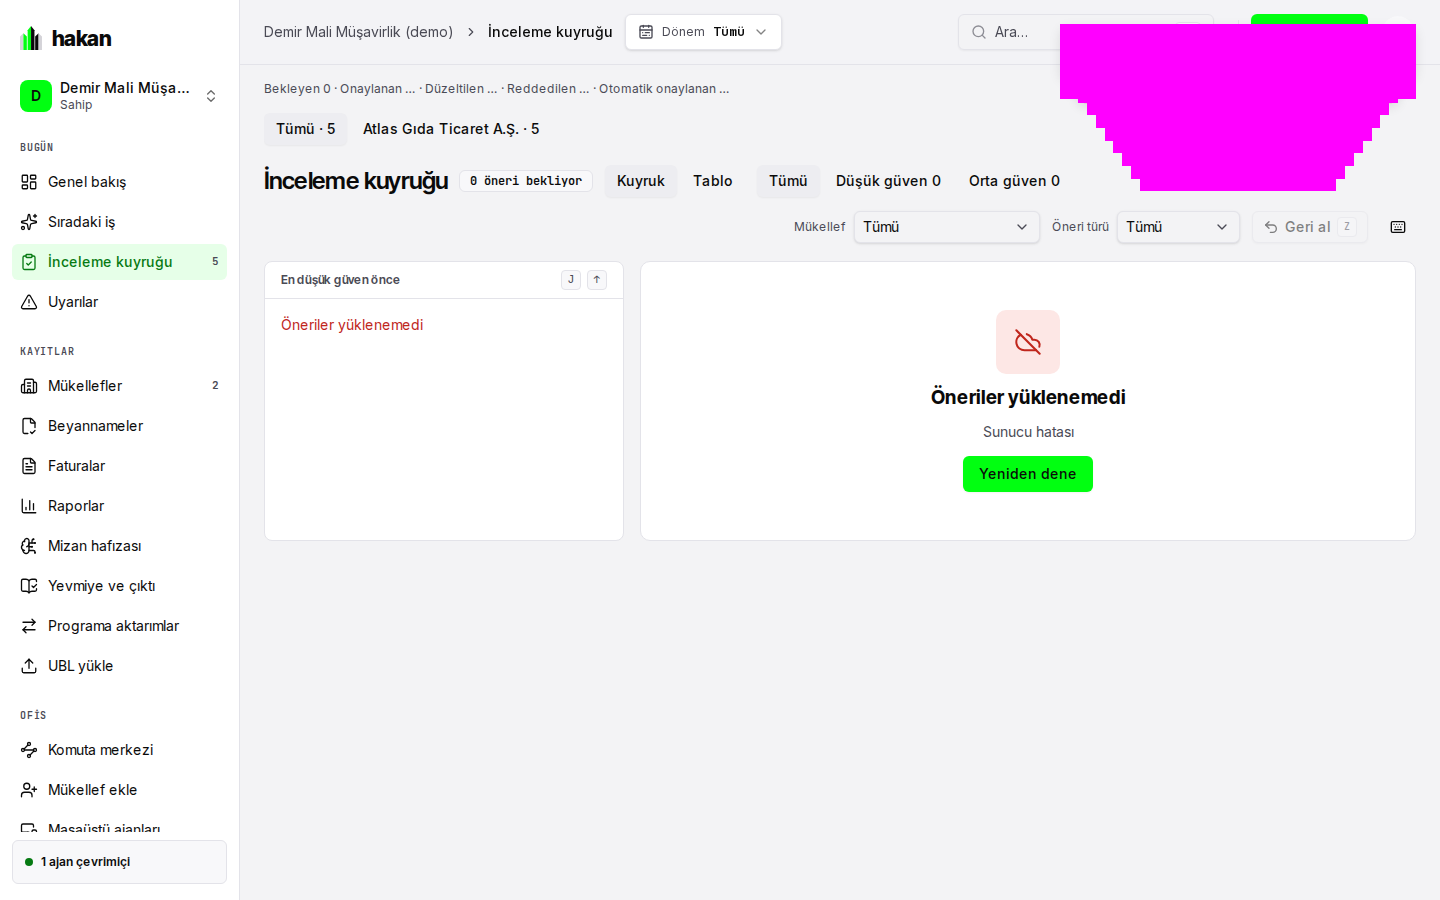 hakan
Demir Mali Müşavirlik (demo)
İnceleme kuyruğu
Dönem Tümü
Ara...
D
Demir Mali Müşa...
Sahip
Bekleyen 0 · Onaylanan ... · Düzeltilen ... · Reddedilen ... · Otomatik onaylanan ...
Tümü · 5
Atlas Gıda Ticaret A.Ş. · 5
İnceleme kuyruğu
0 öneri bekliyor
Kuyruk
Tablo
Tümü
Düşük güven 0
Orta güven 0
Mükellef
Tümü
Öneri türü
Tümü
Geri al Z
BUGÜN
Genel bakış
Sıradaki iş
İnceleme kuyruğu 5
Uyarılar
KAYITLAR
Mükellefler 2
Beyannameler
Faturalar
Raporlar
Mizan hafızası
Yevmiye ve çıktı
Programa aktarımlar
UBL yükle
OFİS
Komuta merkezi
Mükellef ekle
Masaüstü ajanları
1 ajan çevrimiçi
En düşük güven önce
J ↑
Öneriler yüklenemedi
Öneriler yüklenemedi
Sunucu hatası
Yeniden dene